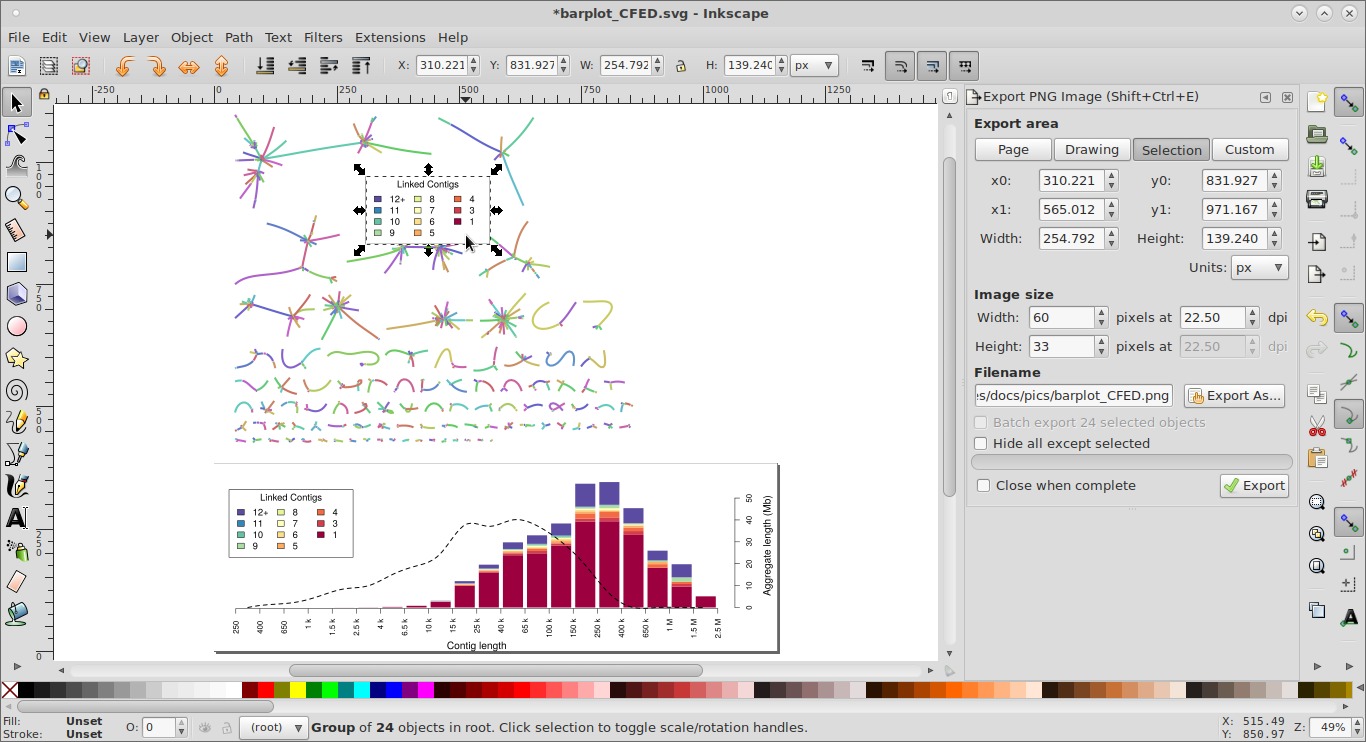 *barplot_CFED.svg - Inkscape
File Edit View Layer Object Path Text Filters Extensions Help
X: 310.221 Y: 831.927 W: 254.792 H: 139.240 px
-250 0 250 500 750 1000 1250
Export PNG Image (Shift+Ctrl+E)
Export area
Page Drawing Selection Custom
x0: 310.221 y0: 831.927
x1: 565.012 y1: 971.167
Width: 254.792 Height: 139.240
Units: px
Image size
Width: 60 pixels at 22.50 dpi
Height: 33 pixels at 22.50 dpi
Filename
s/docs/pics/barplot_CFED.png Export As...
Batch export 24 selected objects
Hide all except selected
Close when complete Export
1000
750
500
250
0
Linked Contigs
12+ 8 4
11 7 3
10 6 1
9 5
Linked Contigs
12+ 8 4
11 7 3
10 6 1
9 5
50
40
30
20
10
0
Aggregate length (Mb)
250 400 650 1 k 1.5 k 2.5 k 4 k 6.5 k 10 k 15 k 25 k 40 k 65 k 100 k 150 k 250 k 400 k 650 k 1 M 1.5 M 2.5 M
Contig length
Fill: Unset
Stroke: Unset
O: 0
(root)
Group of 24 objects in root. Click selection to toggle scale/rotation handles.
X: 515.49
Y: 850.97
Z: 49%